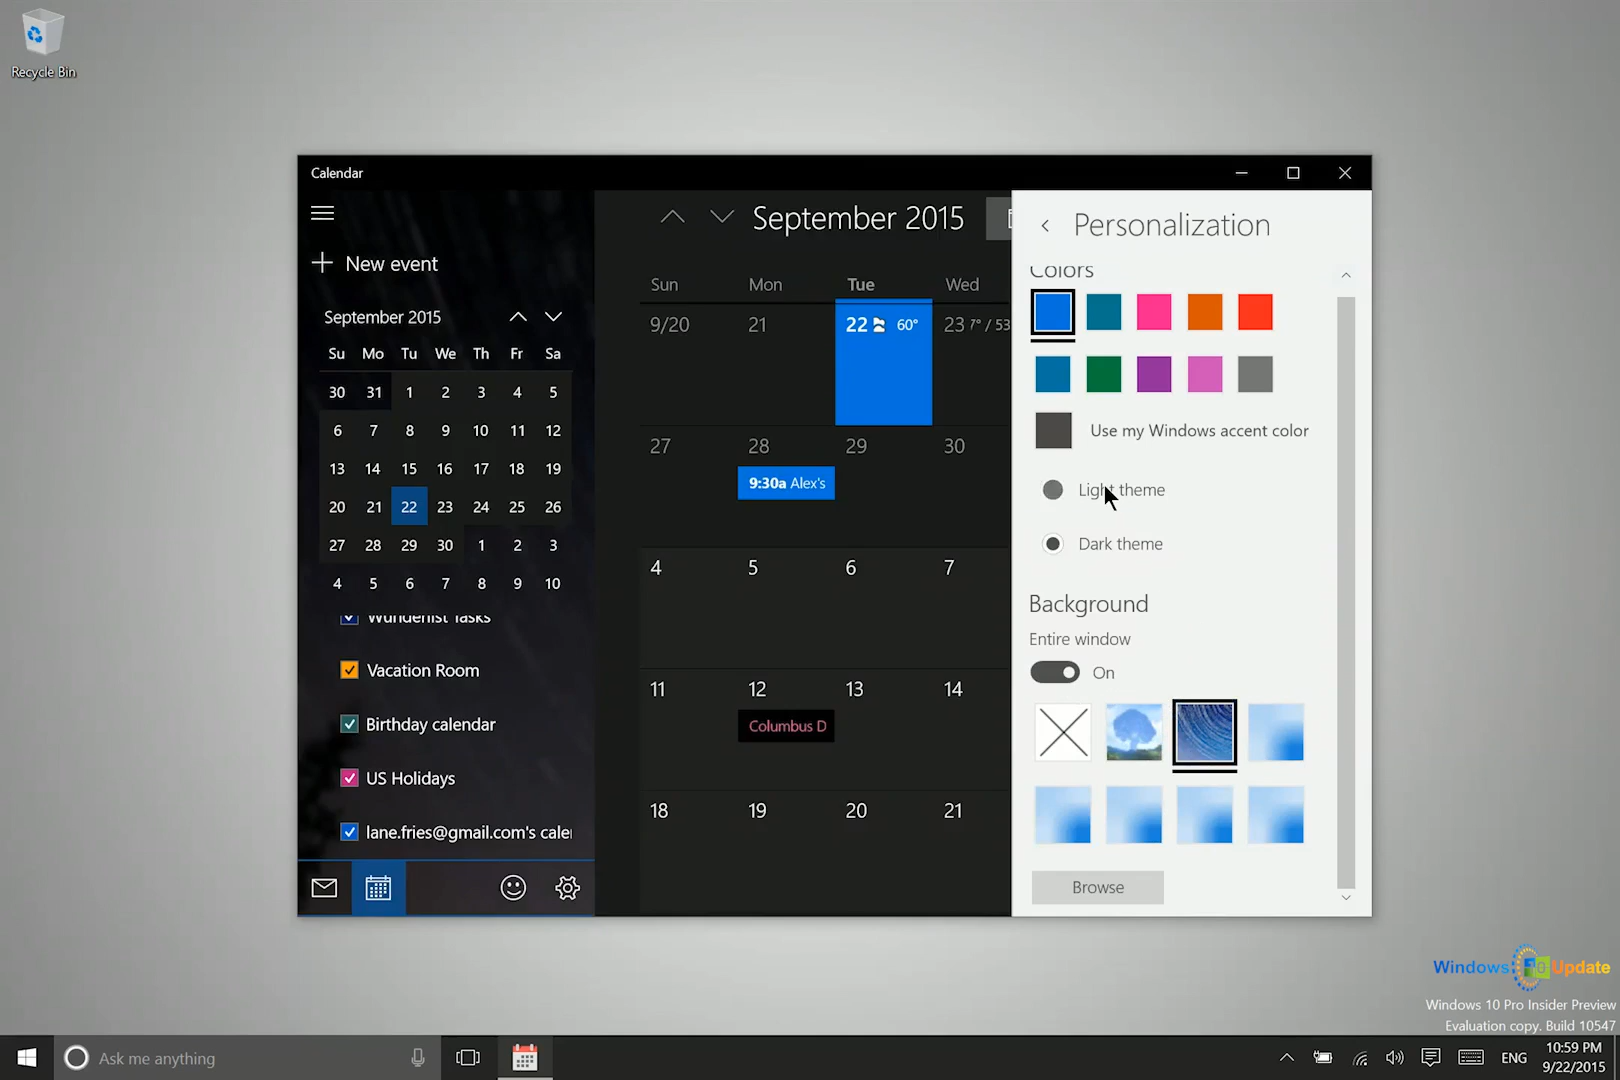 Recycle Bin
Calendar
New event
September 2015
Su Mo Tu We Th Fr Sa
30 31 1 2 3 4 5
6 7 8 9 10 11 12
13 14 15 16 17 18 19
20 21 22 23 24 25 26
27 28 29 30 1 2 3
4 5 6 7 8 9 10
Wunderlist Tasks
Vacation Room
Birthday calendar
US Holidays
lane.fries@gmail.com's cale
September 2015
Sun Mon Tue Wed
9/20 21 22 60° 23 7° / 53
27 28 29 30
9:30a Alex's
4 5 6 7
11 12 13 14
Columbus D
18 19 20 21
Personalization
Colors
Use my Windows accent color
Light theme
Dark theme
Background
Entire window
On
Browse
Windows 10 Update
Windows 10 Pro Insider Preview
Evaluation copy. Build 10547
Ask me anything
ENG
10:59 PM
9/22/2015